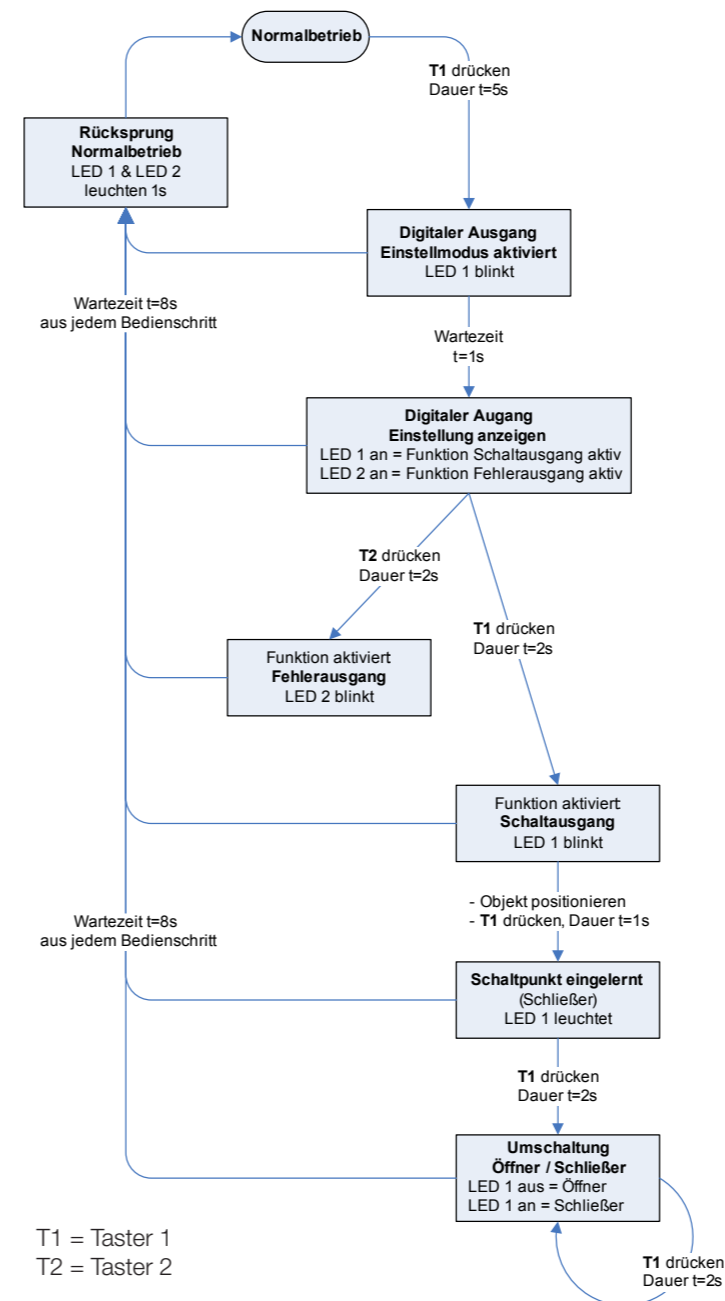 Normalbetrieb
T1 drücken
Dauer t=5s
Rücksprung
Normalbetrieb
LED 1 & LED 2
leuchten 1s
Digitaler Ausgang
Einstellmodus aktiviert
LED 1 blinkt
Wartezeit t=8s
aus jedem Bedienschritt
Wartezeit
t=1s
Digitaler Augang
Einstellung anzeigen
LED 1 an = Funktion Schaltausgang aktiv
LED 2 an = Funktion Fehlerausgang aktiv
T2 drücken
Dauer t=2s
T1 drücken
Dauer t=2s
Funktion aktiviert
Fehlerausgang
LED 2 blinkt
Funktion aktiviert
Schaltausgang
LED 1 blinkt
- Objekt positionieren
- T1 drücken, Dauer t=1s
Wartezeit t=8s
aus jedem Bedienschritt
Schaltpunkt eingelernt
(Schließer)
LED 1 leuchtet
T1 drücken
Dauer t=2s
Umschaltung
Öffner / Schließer
LED 1 aus = Öffner
LED 1 an = Schließer
T1 drücken
Dauer t=2s
T1 = Taster 1
T2 = Taster 2